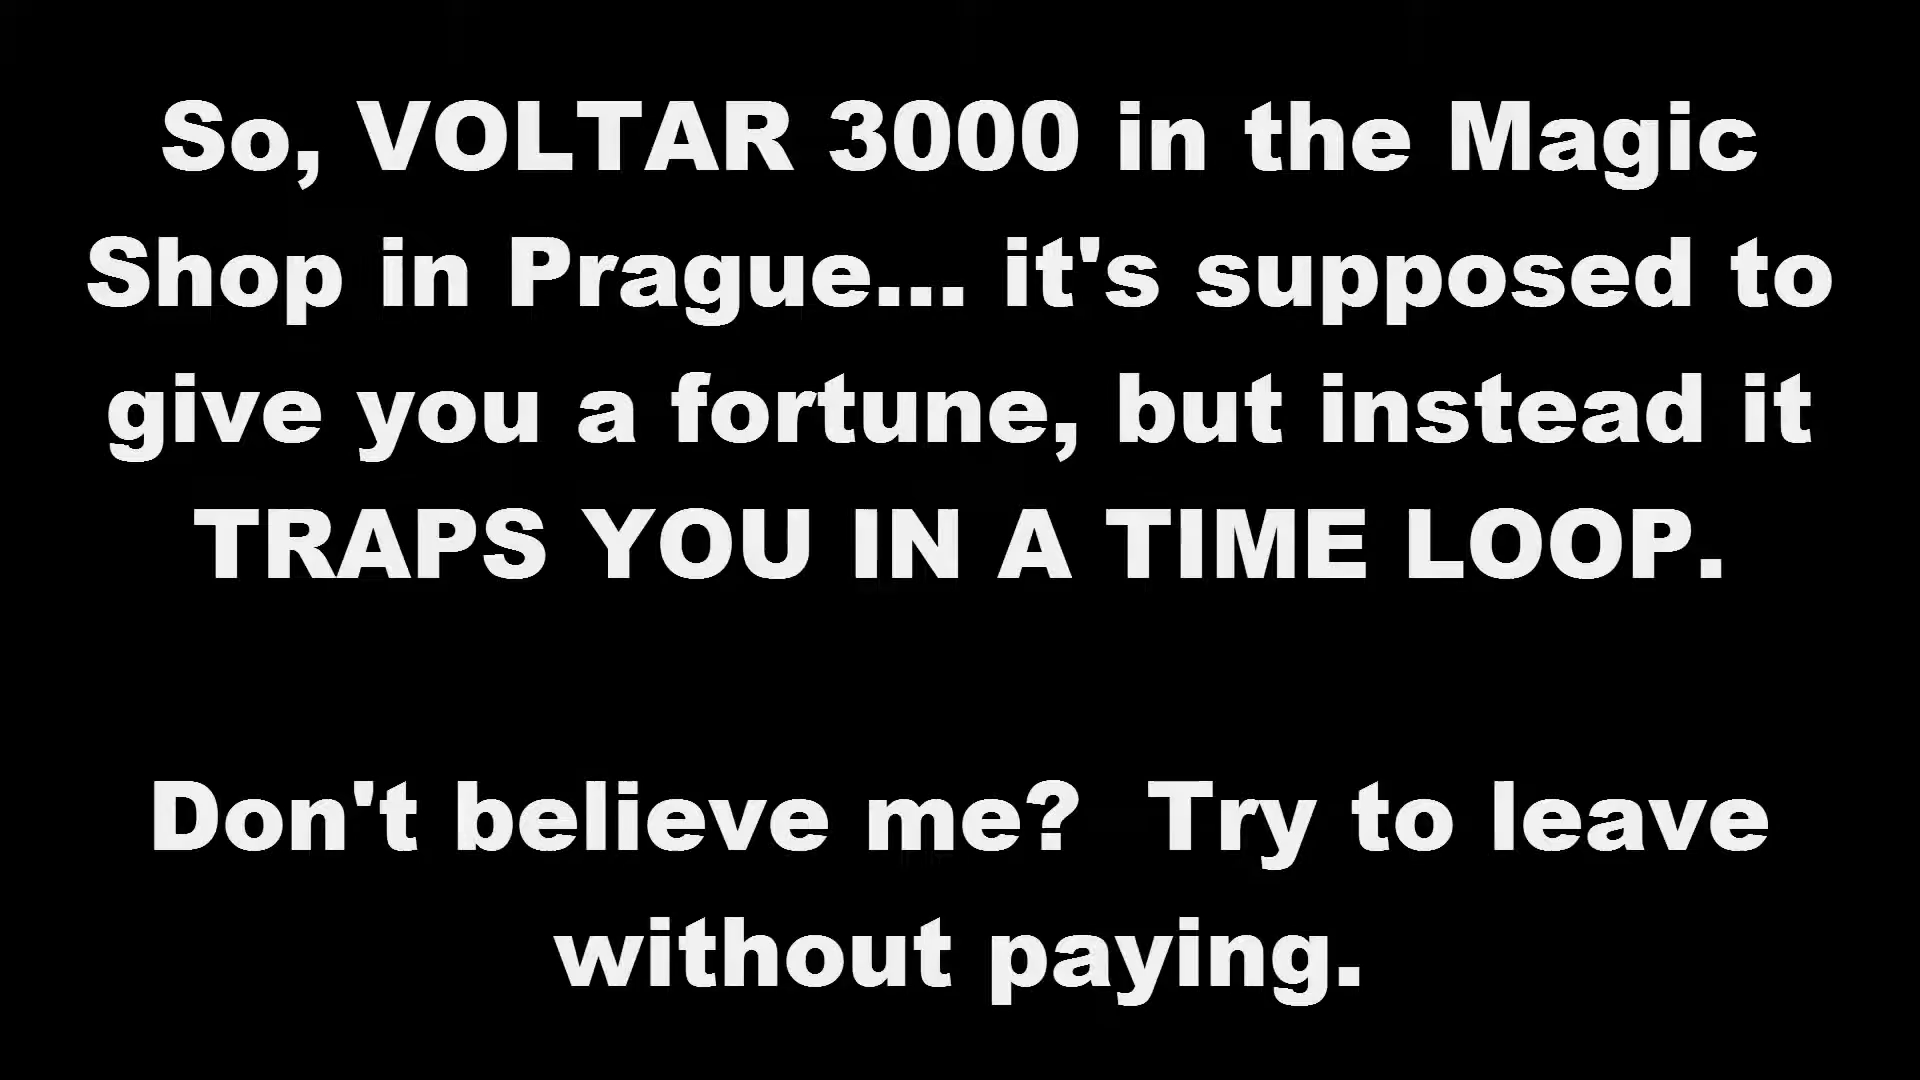 So, VOLTAR 3000 in the Magic
Shop in Prague... it's supposed to
give you a fortune, but instead it
TRAPS YOU IN A TIME LOOP.
Don't believe me?  Try to leave
without paying.